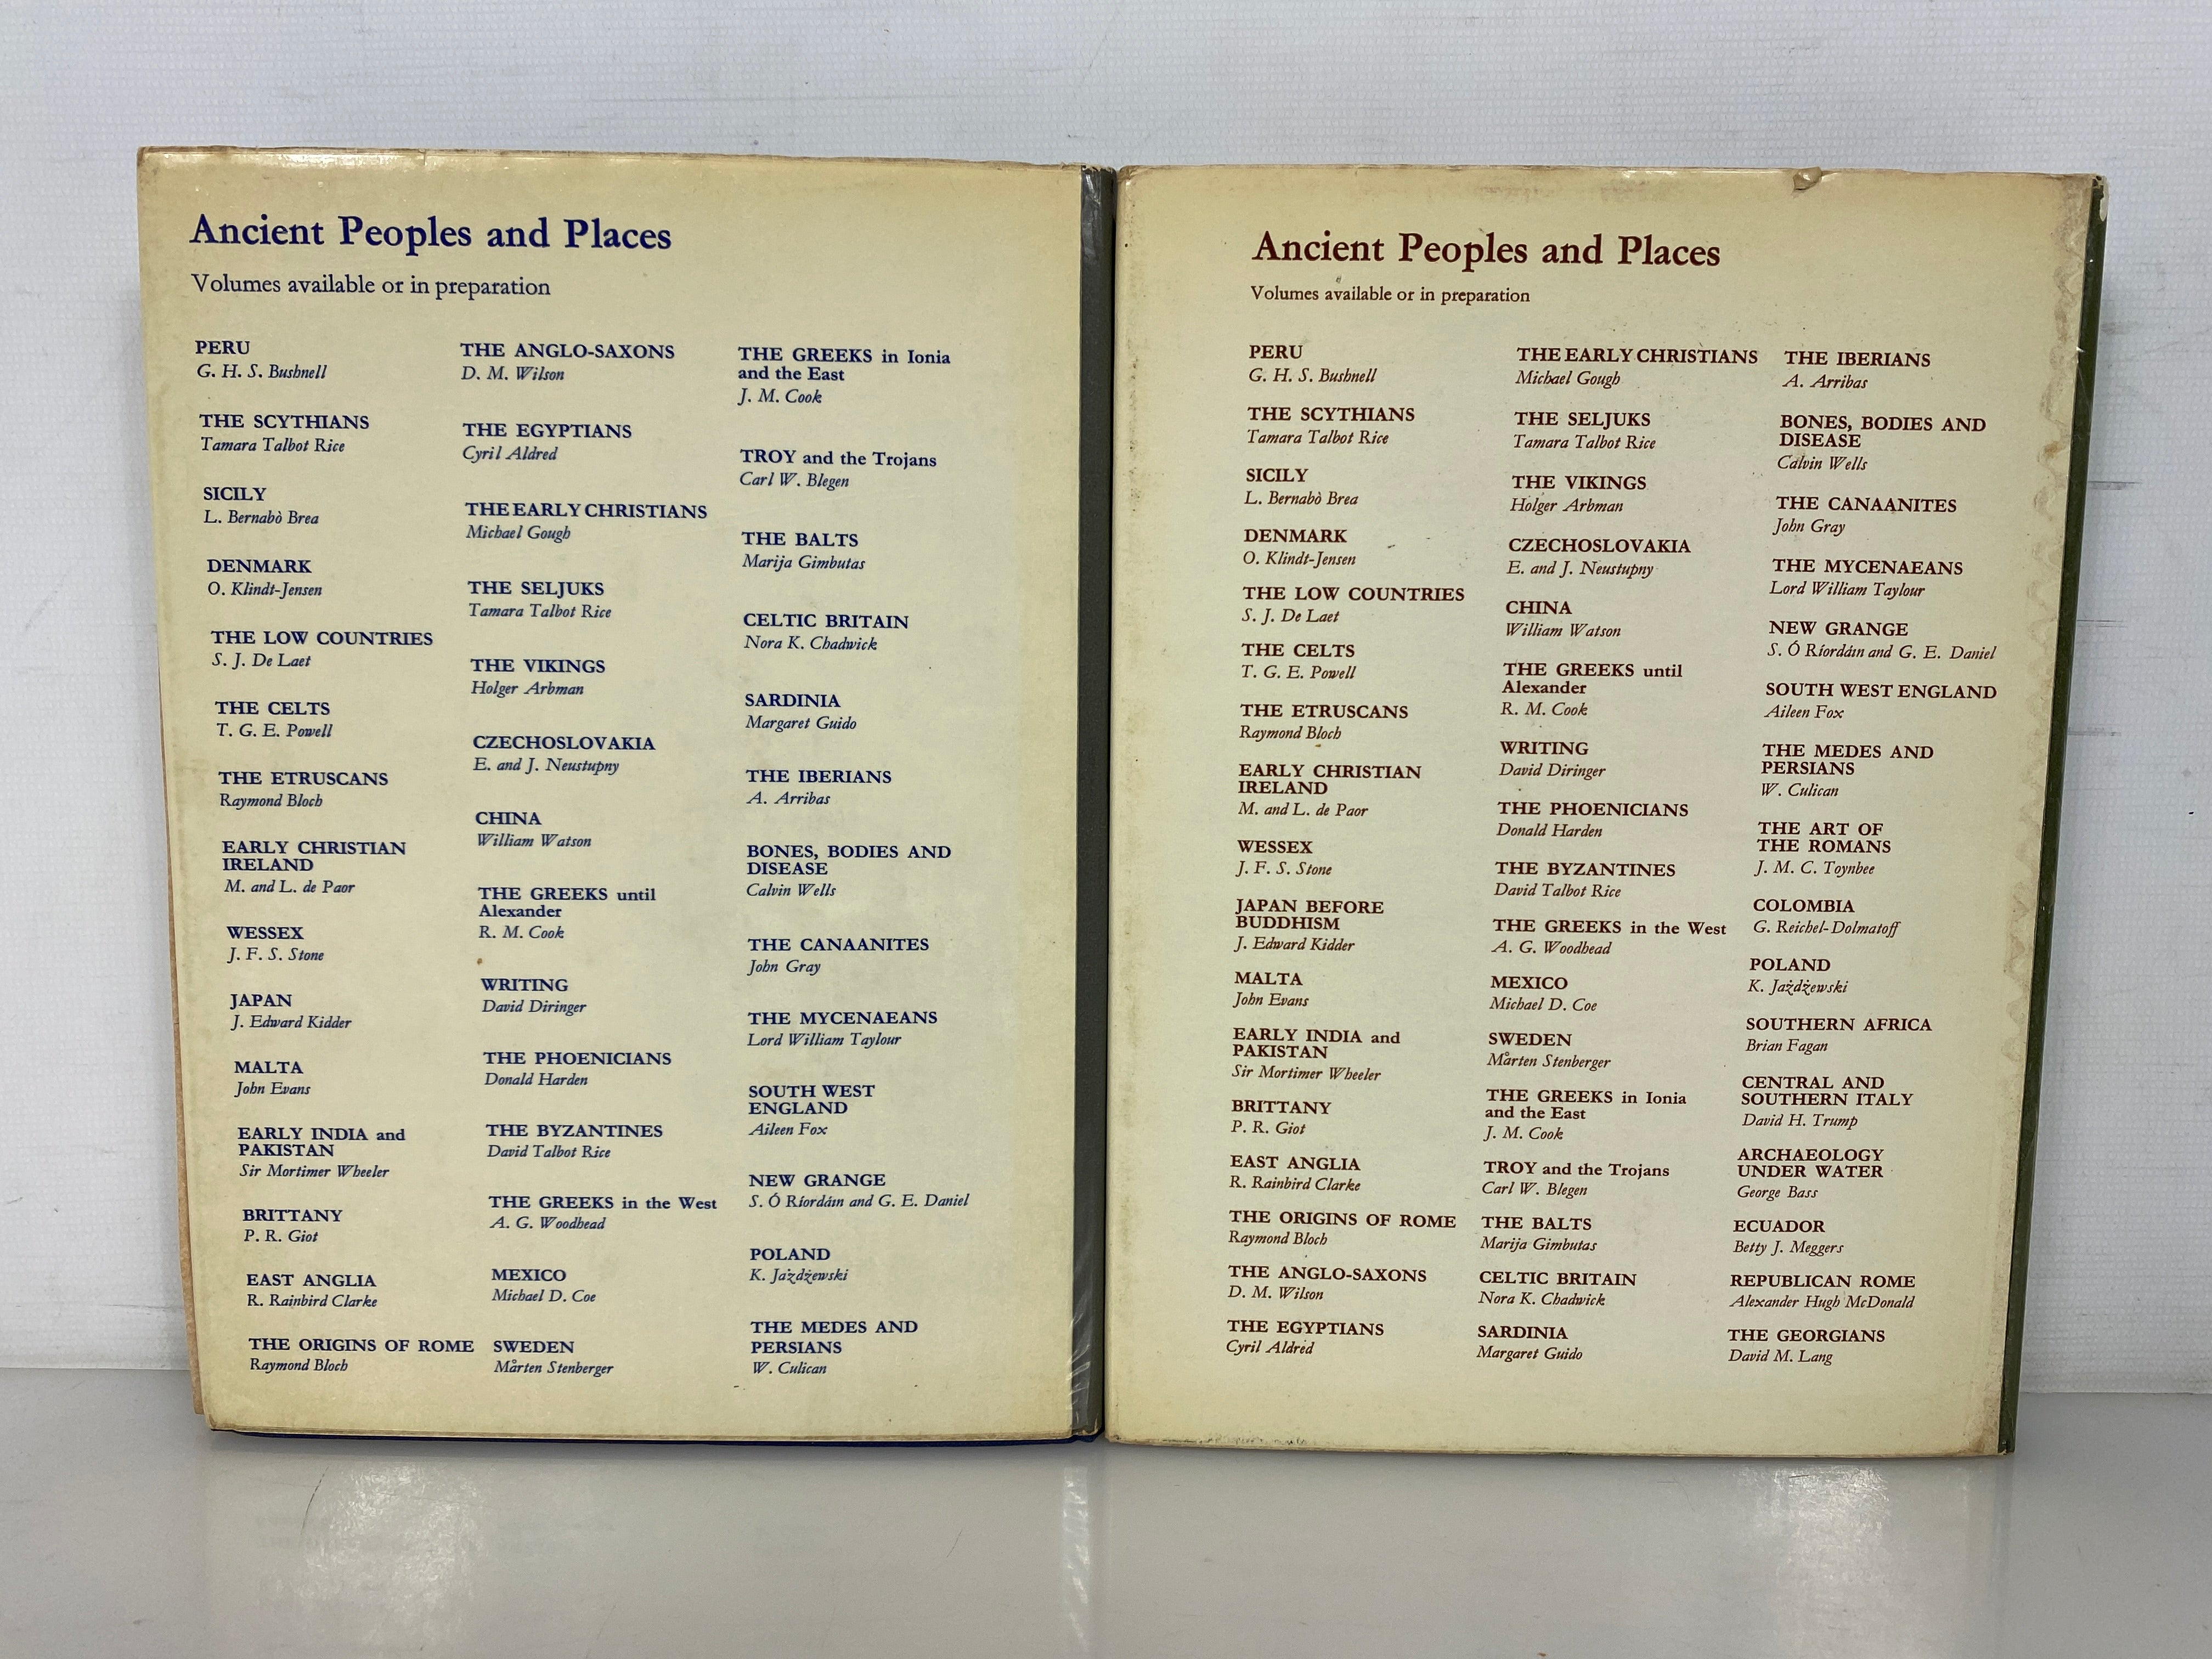 Ancient Peoples and Places
Volumes available or in preparation
PERU
G. H. S. Bushnell
THE SCYTHIANS
Tamara Talbot Rice
SICILY
L. Bernabò Brea
DENMARK
O. Klindt-Jensen
THE LOW COUNTRIES
S. J. De Laet
THE CELTS
T. G. E. Powell
THE ETRUSCANS
Raymond Bloch
EARLY CHRISTIAN
IRELAND
M. and L. de Paor
WESSEX
J. F. S. Stone
JAPAN
J. Edward Kidder
MALTA
John Evans
EARLY INDIA and
PAKISTAN
Sir Mortimer Wheeler
BRITTANY
P. R. Giot
EAST ANGLIA
R. Rainbird Clarke
THE ORIGINS OF ROME
Raymond Bloch
THE ANGLO-SAXONS
D. M. Wilson
THE EGYPTIANS
Cyril Aldred
THE EARLY CHRISTIANS
Michael Gough
THE SELJUKS
Tamara Talbot Rice
THE VIKINGS
Holger Arbman
CZECHOSLOVAKIA
E. and J. Neustupny
CHINA
William Watson
THE GREEKS until
Alexander
R. M. Cook
WRITING
David Diringer
THE PHOENICIANS
Donald Harden
THE BYZANTINES
David Talbot Rice
THE GREEKS in the West
A. G. Woodhead
MEXICO
Michael D. Coe
SWEDEN
Mårten Stenberger
THE GREEKS in Ionia
and the East
J. M. Cook
TROY and the Trojans
Carl W. Blegen
THE BALTS
Marija Gimbutas
CELTIC BRITAIN
Nora K. Chadwick
SARDINIA
Margaret Guido
THE IBERIANS
A. Arribas
BONES, BODIES AND
DISEASE
Calvin Wells
THE CANAANITES
John Gray
THE MYCENAEANS
Lord William Taylour
SOUTH WEST
ENGLAND
Aileen Fox
NEW GRANGE
S. Ó Ríordáin and G. E. Daniel
POLAND
K. Jażdżewski
THE MEDES AND
PERSIANS
W. Culican
Ancient Peoples and Places
Volumes available or in preparation
PERU
G. H. S. Bushnell
THE SCYTHIANS
Tamara Talbot Rice
SICILY
L. Bernabò Brea
DENMARK
O. Klindt-Jensen
THE LOW COUNTRIES
S. J. De Laet
THE CELTS
T. G. E. Powell
THE ETRUSCANS
Raymond Bloch
EARLY CHRISTIAN
IRELAND
M. and L. de Paor
WESSEX
J. F. S. Stone
JAPAN BEFORE
BUDDHISM
J. Edward Kidder
MALTA
John Evans
EARLY INDIA and
PAKISTAN
Sir Mortimer Wheeler
BRITTANY
P. R. Giot
EAST ANGLIA
R. Rainbird Clarke
THE ORIGINS OF ROME
Raymond Bloch
THE ANGLO-SAXONS
D. M. Wilson
THE EGYPTIANS
Cyril Aldred
THE EARLY CHRISTIANS
Michael Gough
THE SELJUKS
Tamara Talbot Rice
THE VIKINGS
Holger Arbman
CZECHOSLOVAKIA
E. and J. Neustupny
CHINA
William Watson
THE GREEKS until
Alexander
R. M. Cook
WRITING
David Diringer
THE PHOENICIANS
Donald Harden
THE BYZANTINES
David Talbot Rice
THE GREEKS in the West
A. G. Woodhead
MEXICO
Michael D. Coe
SWEDEN
Mårten Stenberger
THE GREEKS in Ionia
and the East
J. M. Cook
TROY and the Trojans
Carl W. Blegen
THE BALTS
Marija Gimbutas
CELTIC BRITAIN
Nora K. Chadwick
SARDINIA
Margaret Guido
THE IBERIANS
A. Arribas
BONES, BODIES AND
DISEASE
Calvin Wells
THE CANAANITES
John Gray
THE MYCENAEANS
Lord William Taylour
NEW GRANGE
S. Ó Ríordáin and G. E. Daniel
SOUTH WEST ENGLAND
Aileen Fox
THE MEDES AND
PERSIANS
W. Culican
THE ART OF
THE ROMANS
J. M. C. Toynbee
COLOMBIA
G. Reichel-Dolmatoff
POLAND
K. Jażdżewski
SOUTHERN AFRICA
Brian Fagan
CENTRAL AND
SOUTHERN ITALY
David H. Trump
ARCHAEOLOGY
UNDER WATER
George Bass
ECUADOR
Betty J. Meggers
REPUBLICAN ROME
Alexander Hugh McDonald
THE GEORGIANS
David M. Lang